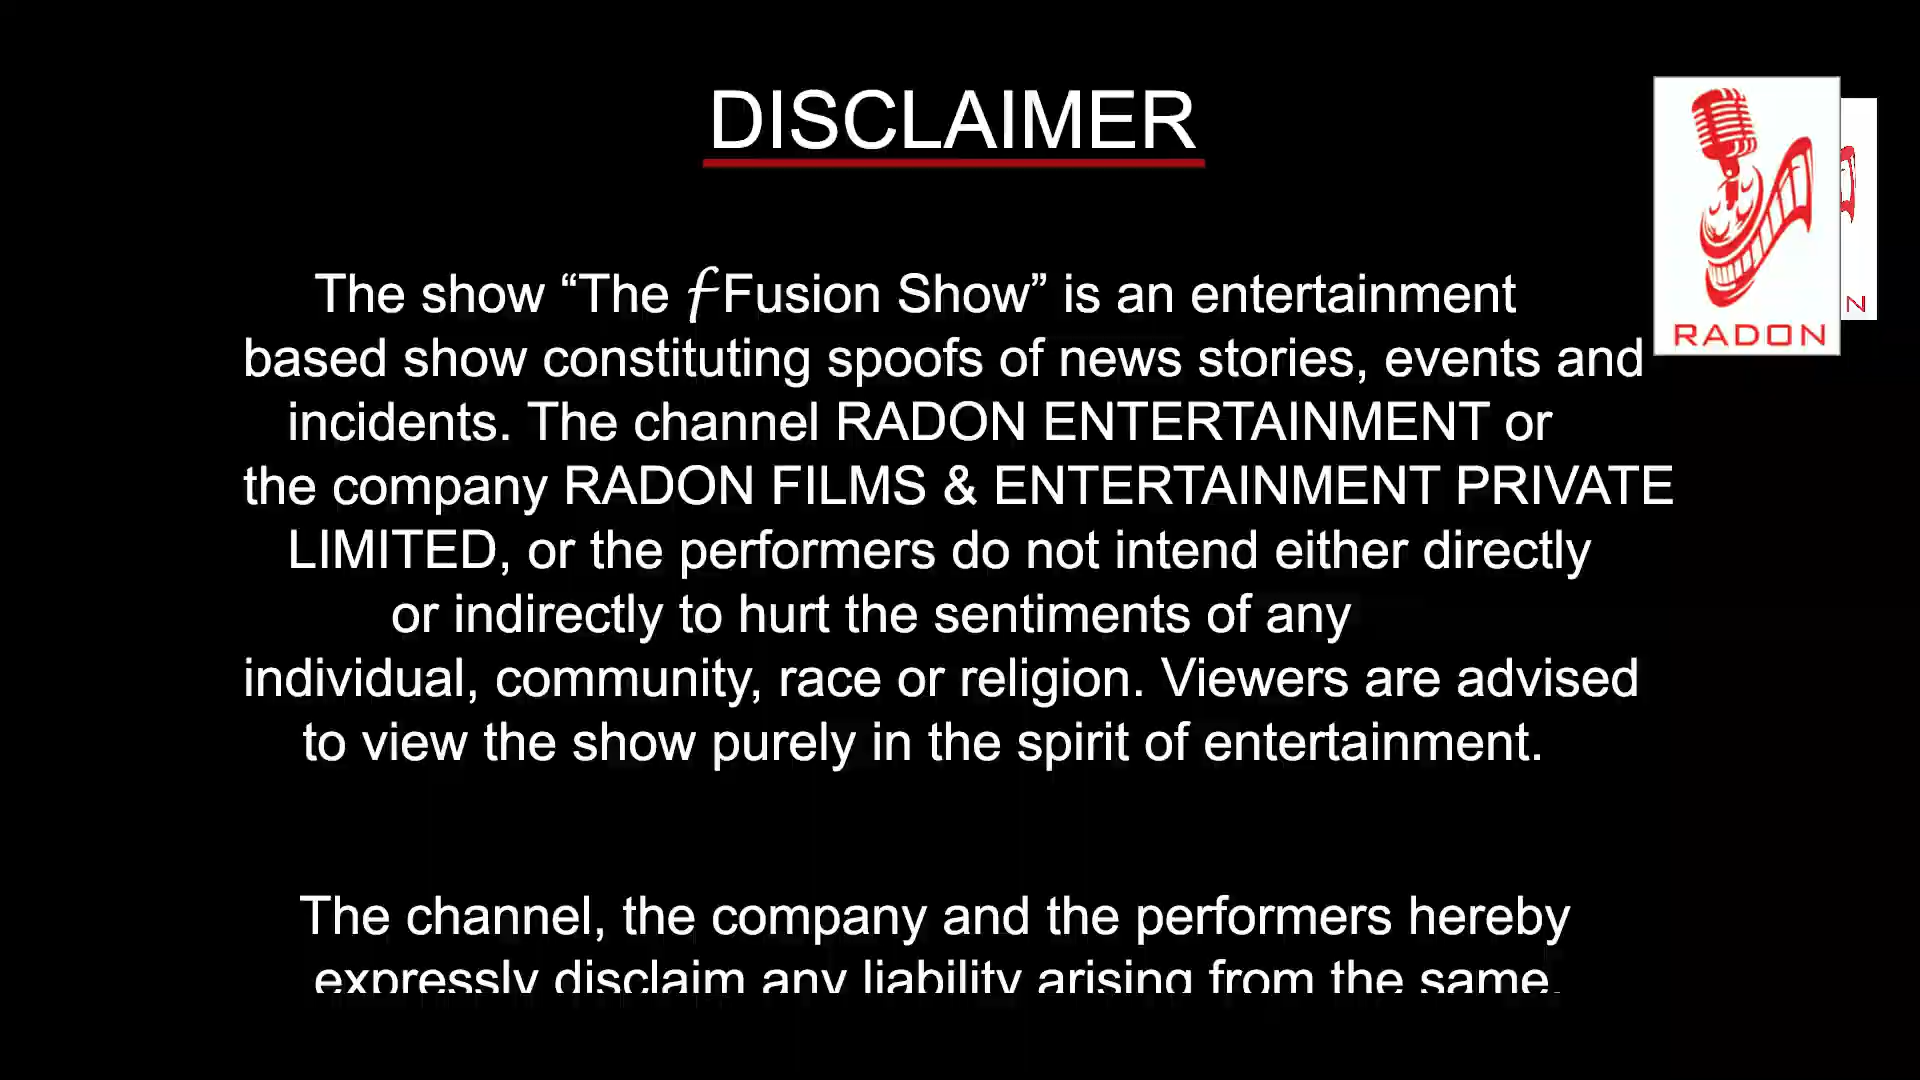 DISCLAIMER
The show “The fFusion Show” is an entertainment
based show constituting spoofs of news stories, events and
incidents. The channel RADON ENTERTAINMENT or
the company RADON FILMS & ENTERTAINMENT PRIVATE
LIMITED, or the performers do not intend either directly
or indirectly to hurt the sentiments of any
individual, community, race or religion. Viewers are advised
to view the show purely in the spirit of entertainment.
The channel, the company and the performers hereby
expressly disclaim any liability arising from the same.
RADON
N